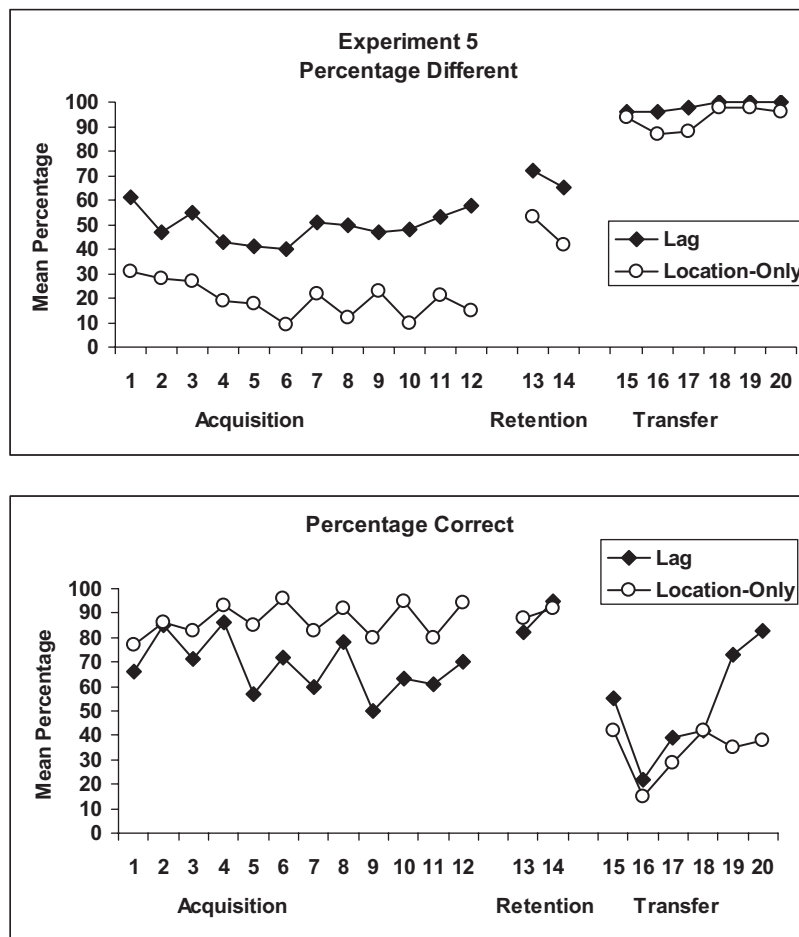 Experiment 5
Percentage Different
Mean Percentage
100
90
80
70
60
50
40
30
20
10
0
Lag
Location-Only
1 2 3 4 5 6 7 8 9 10 11 12 13 14 15 16 17 18 19 20
Acquisition Retention Transfer
Percentage Correct
Lag
Location-Only
Mean Percentage
100
90
80
70
60
50
40
30
20
10
0
1 2 3 4 5 6 7 8 9 10 11 12 13 14 15 16 17 18 19 20
Acquisition Retention Transfer